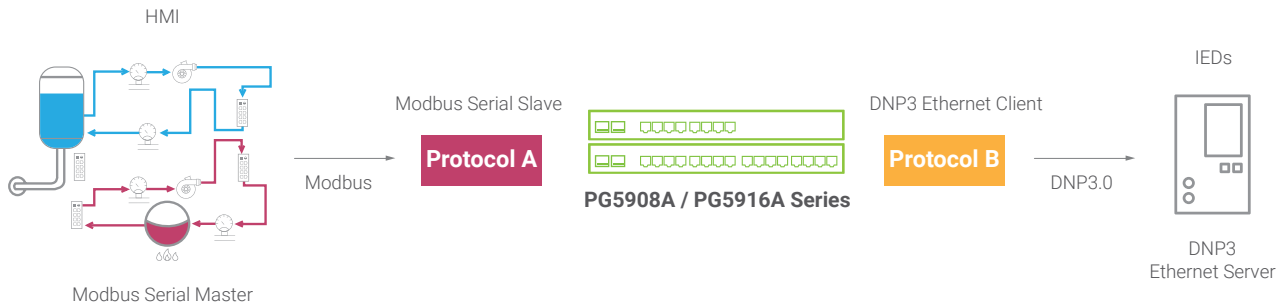 HMI
Modbus Serial Master
Modbus
Modbus Serial Slave
Protocol A
PG5908A / PG5916A Series
DNP3 Ethernet Client
Protocol B
DNP3.0
IEDs
DNP3
Ethernet Server